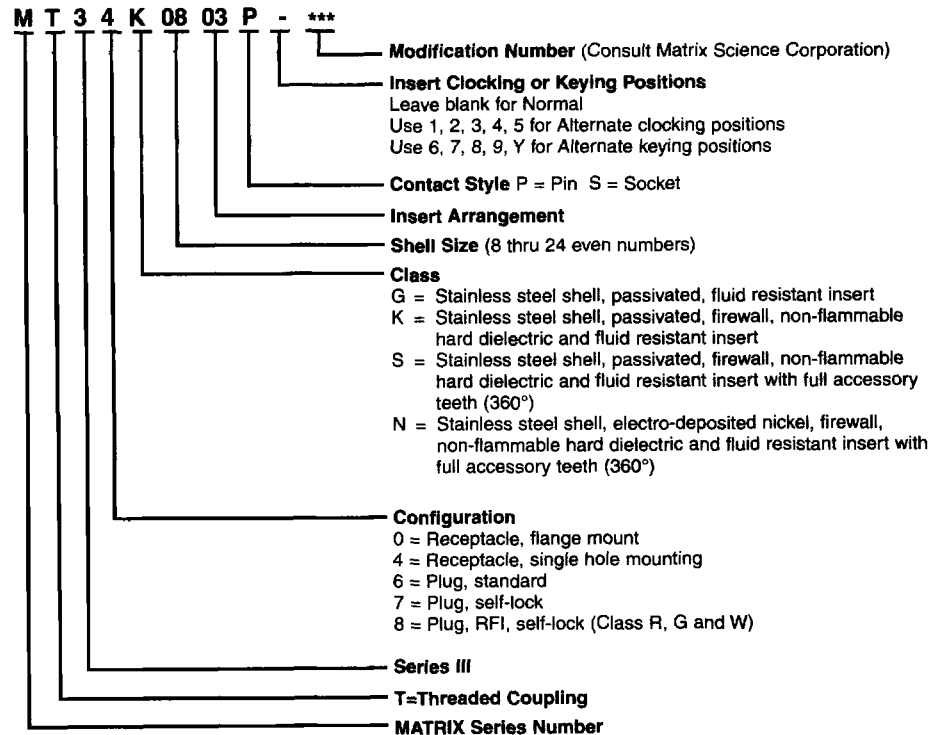 M T 3 4 K 08 03 P - ***
Modification Number (Consult Matrix Science Corporation)
Insert Clocking or Keying Positions
Leave blank for Normal
Use 1, 2, 3, 4, 5 for Alternate clocking positions
Use 6, 7, 8, 9, Y for Alternate keying positions
Contact Style P = Pin S = Socket
Insert Arrangement
Shell Size (8 thru 24 even numbers)
Class
G = Stainless steel shell, passivated, fluid resistant insert
K = Stainless steel shell, passivated, firewall, non-flammable
hard dielectric and fluid resistant insert
S = Stainless steel shell, passivated, firewall, non-flammable
hard dielectric and fluid resistant insert with full accessory
teeth (360°)
N = Stainless steel shell, electro-deposited nickel, firewall,
non-flammable hard dielectric and fluid resistant insert with
full accessory teeth (360°)
Configuration
0 = Receptacle, flange mount
4 = Receptacle, single hole mounting
6 = Plug, standard
7 = Plug, self-lock
8 = Plug, RFI, self-lock (Class R, G and W)
Series III
T=Threaded Coupling
MATRIX Series Number